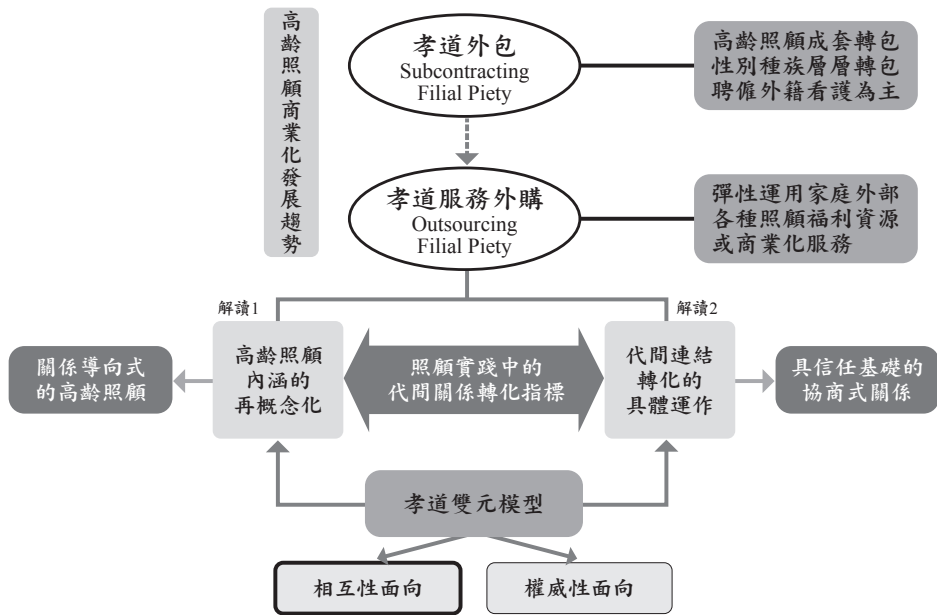 高齡照顧商業化發展趨勢
孝道外包
Subcontracting
Filial Piety
高齡照顧成套轉包
性別種族層層轉包
聘僱外籍看護為主
孝道服務外購
Outsourcing
Filial Piety
彈性運用家庭外部
各種照顧福利資源
或商業化服務
解讀1
解讀2
關係導向式
的高齡照顧
高齡照顧
內涵的
再概念化
照顧實踐中的
代間關係轉化指標
代間連結
轉化的
具體運作
具信任基礎的
協商式關係
孝道雙元模型
相互性面向
權威性面向